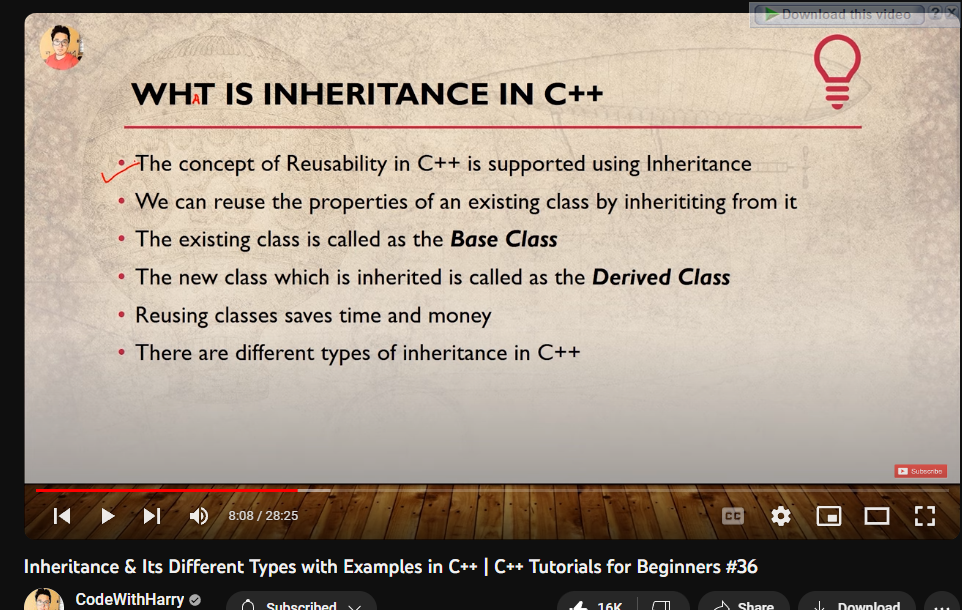 Download this video ? X
WHAT IS INHERITANCE IN C++
• The concept of Reusability in C++ is supported using Inheritance
• We can reuse the properties of an existing class by inherititing from it
• The existing class is called as the Base Class
• The new class which is inherited is called as the Derived Class
• Reusing classes saves time and money
• There are different types of inheritance in C++
Subscribe
8:08 / 28:25
CC
Inheritance & Its Different Types with Examples in C++ | C++ Tutorials for Beginners #36
CodeWithHarry
Subscribed
16K
Share
Download